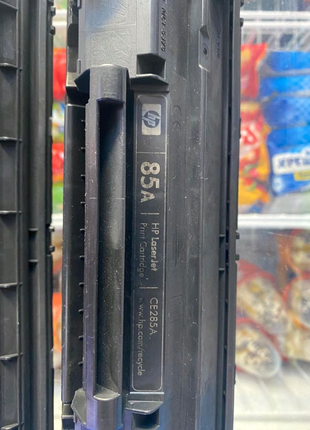 hp
85A
HP LaserJet
Print Cartridge
CE285A
www.hp.com/recycle